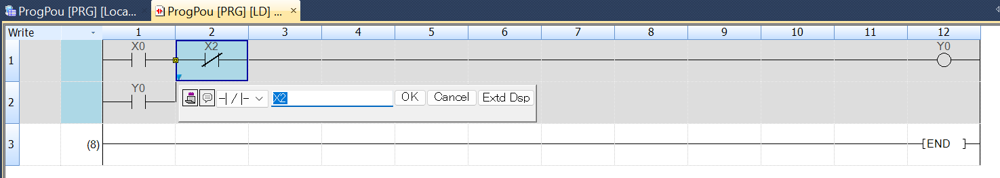 ProgPou [PRG] [Loca... ProgPou [PRG] [LD] ... ×
Write 1 2 3 4 5 6 7 8 9 10 11 12
X0 X2 Y0
1
Y0
2 -| / |- X2 OK Cancel Extd Dsp
3 (8) [END ]